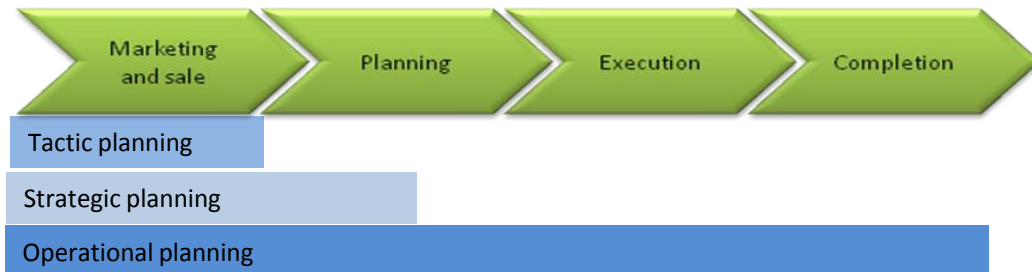 Marketing
and sale
Planning
Execution
Completion
Tactic planning
Strategic planning
Operational planning